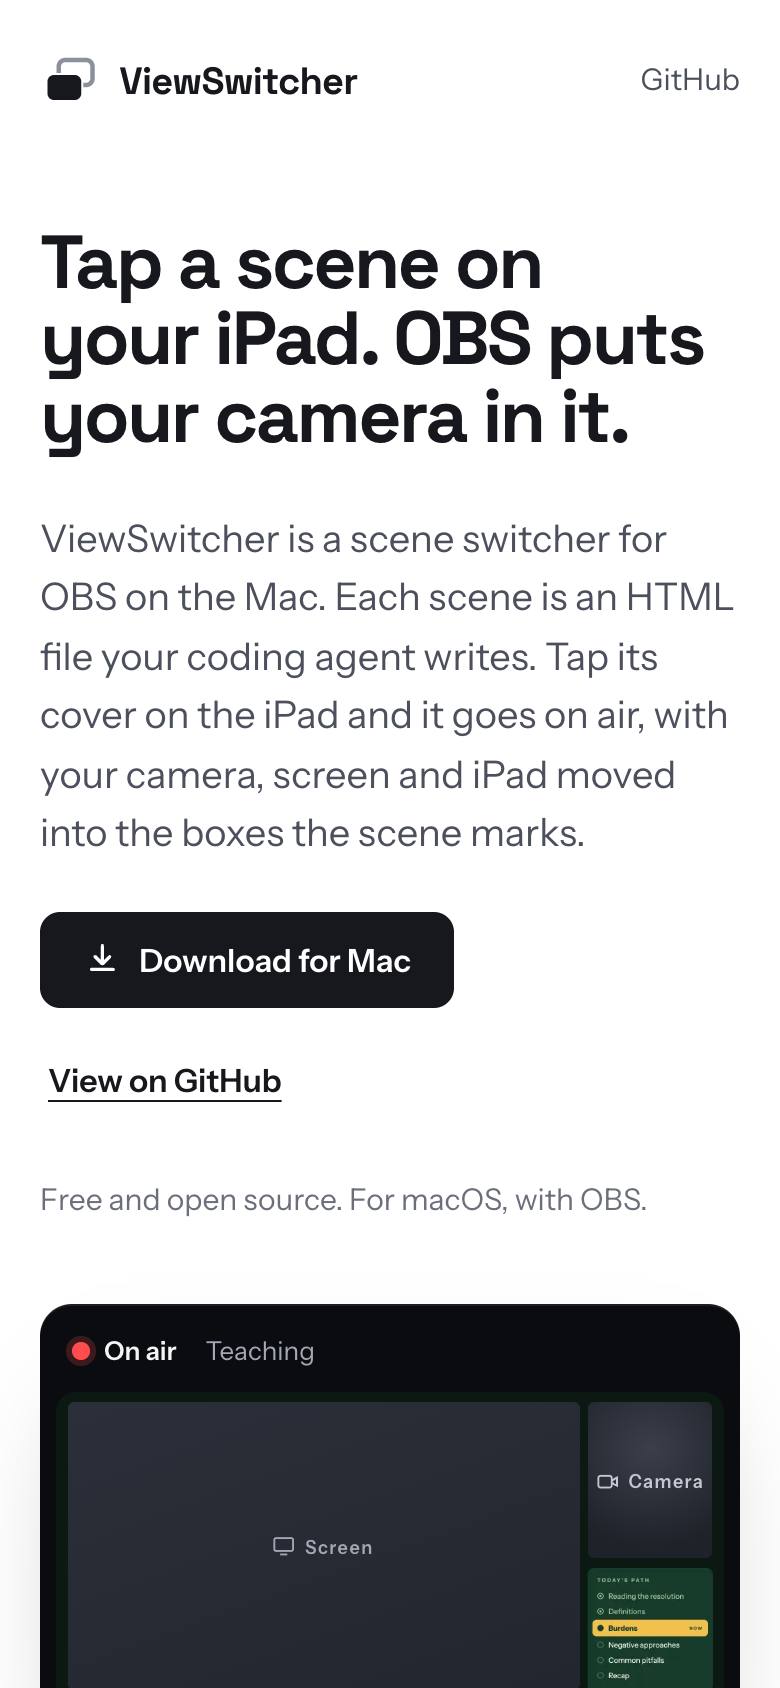 ViewSwitcher
GitHub
Tap a scene on
your iPad. OBS puts
your camera in it.
ViewSwitcher is a scene switcher for
OBS on the Mac. Each scene is an HTML
file your coding agent writes. Tap its
cover on the iPad and it goes on air, with
your camera, screen and iPad moved
into the boxes the scene marks.
Download for Mac
View on GitHub
Free and open source. For macOS, with OBS.
On air Teaching
Screen
Camera
TODAY'S PATH
Reading the resolution
Definitions
Burdens NOW
Negative approaches
Common pitfalls
Recap